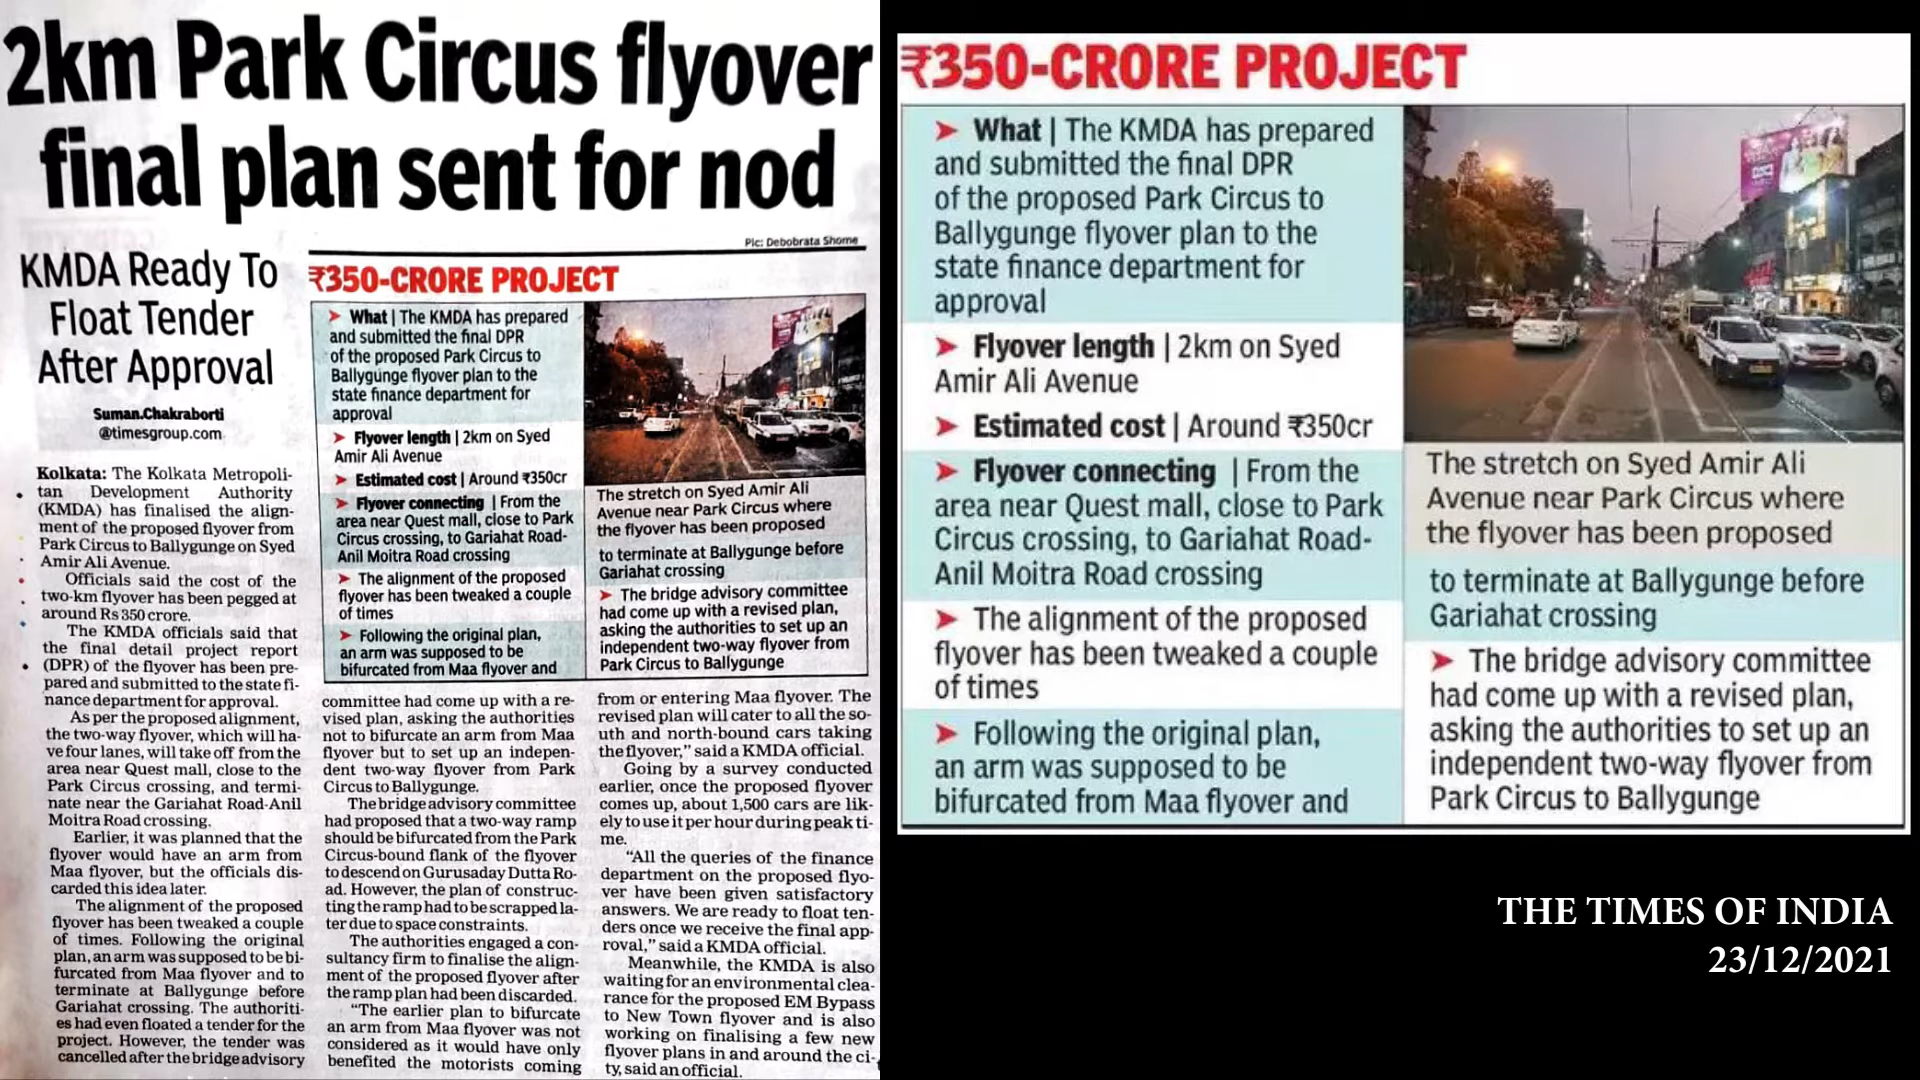 2km Park Circus flyover
final plan sent for nod
Pic: Debobrata Shome
KMDA Ready To
Float Tender
After Approval
Suman.Chakraborti
@timesgroup.com
Kolkata: The Kolkata Metropoli-
tan Development Authority
(KMDA) has finalised the align-
ment of the proposed flyover from
Park Circus to Ballygunge on Syed
Amir Ali Avenue.
Officials said the cost of the
two-km flyover has been pegged at
around Rs 350 crore.
The KMDA officials said that
the final detail project report
(DPR) of the flyover has been pre-
pared and submitted to the state fi-
nance department for approval.
As per the proposed alignment,
the two-way flyover, which will ha-
ve four lanes, will take off from the
area near Quest mall, close to the
Park Circus crossing, and termi-
nate near the Gariahat Road-Anil
Moitra Road crossing.
Earlier, it was planned that the
flyover would have an arm from
Maa flyover, but the officials dis-
carded this idea later.
The alignment of the proposed
flyover has been tweaked a couple
of times. Following the original
plan, an arm was supposed to be bi-
furcated from Maa flyover and to
terminate at Ballygunge before
Gariahat crossing. The authoriti-
es had even floated a tender for the
project. However, the tender was
cancelled after the bridge advisory
₹350-CRORE PROJECT
➤ What | The KMDA has prepared
and submitted the final DPR
of the proposed Park Circus to
Ballygunge flyover plan to the
state finance department for
approval
➤ Flyover length | 2km on Syed
Amir Ali Avenue
➤ Estimated cost | Around ₹350cr
➤ Flyover connecting | From the
area near Quest mall, close to Park
Circus crossing, to Gariahat Road-
Anil Moitra Road crossing
➤ The alignment of the proposed
flyover has been tweaked a couple
of times
➤ Following the original plan,
an arm was supposed to be
bifurcated from Maa flyover and
The stretch on Syed Amir Ali
Avenue near Park Circus where
the flyover has been proposed
to terminate at Ballygunge before
Gariahat crossing
➤ The bridge advisory committee
had come up with a revised plan,
asking the authorities to set up an
independent two-way flyover from
Park Circus to Ballygunge
committee had come up with a re-
vised plan, asking the authorities
not to bifurcate an arm from Maa
flyover but to set up an indepen-
dent two-way flyover from Park
Circus to Ballygunge.
The bridge advisory committee
had proposed that a two-way ramp
should be bifurcated from the Park
Circus-bound flank of the flyover
to descend on Gurusaday Dutta Ro-
ad. However, the plan of construc-
ting the ramp had to be scrapped la-
ter due to space constraints.
The authorities engaged a con-
sultancy firm to finalise the align-
ment of the proposed flyover after
the ramp plan had been discarded.
"The earlier plan to bifurcate
an arm from Maa flyover was not
considered as it would have only
benefited the motorists coming
from or entering Maa flyover. The
revised plan will cater to all the so-
uth and north-bound cars taking
the flyover," said a KMDA official.
Going by a survey conducted
earlier, once the proposed flyover
comes up, about 1,500 cars are lik-
ely to use it per hour during peak ti-
me.
"All the queries of the finance
department on the proposed flyo-
ver have been given satisfactory
answers. We are ready to float ten-
ders once we receive the final app-
roval," said a KMDA official.
Meanwhile, the KMDA is also
waiting for an environmental clea-
rance for the proposed EM Bypass
to New Town flyover and is also
working on finalising a few new
flyover plans in and around the ci-
ty, said an official.
₹350-CRORE PROJECT
➤ What | The KMDA has prepared
and submitted the final DPR
of the proposed Park Circus to
Ballygunge flyover plan to the
state finance department for
approval
➤ Flyover length | 2km on Syed
Amir Ali Avenue
➤ Estimated cost | Around ₹350cr
➤ Flyover connecting | From the
area near Quest mall, close to Park
Circus crossing, to Gariahat Road-
Anil Moitra Road crossing
➤ The alignment of the proposed
flyover has been tweaked a couple
of times
➤ Following the original plan,
an arm was supposed to be
bifurcated from Maa flyover and
The stretch on Syed Amir Ali
Avenue near Park Circus where
the flyover has been proposed
to terminate at Ballygunge before
Gariahat crossing
➤ The bridge advisory committee
had come up with a revised plan,
asking the authorities to set up an
independent two-way flyover from
Park Circus to Ballygunge
THE TIMES OF INDIA
23/12/2021